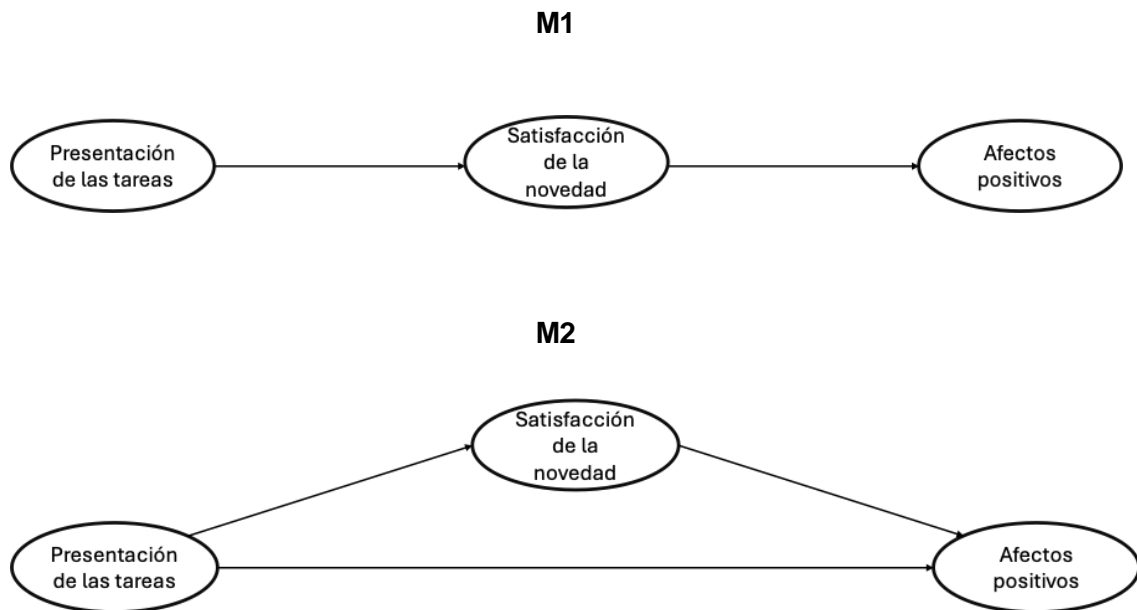 M1
Presentación
de las tareas
Satisfacción
de la
novedad
Afectos
positivos
M2
Satisfacción
de la
novedad
Presentación
de las tareas
Afectos
positivos